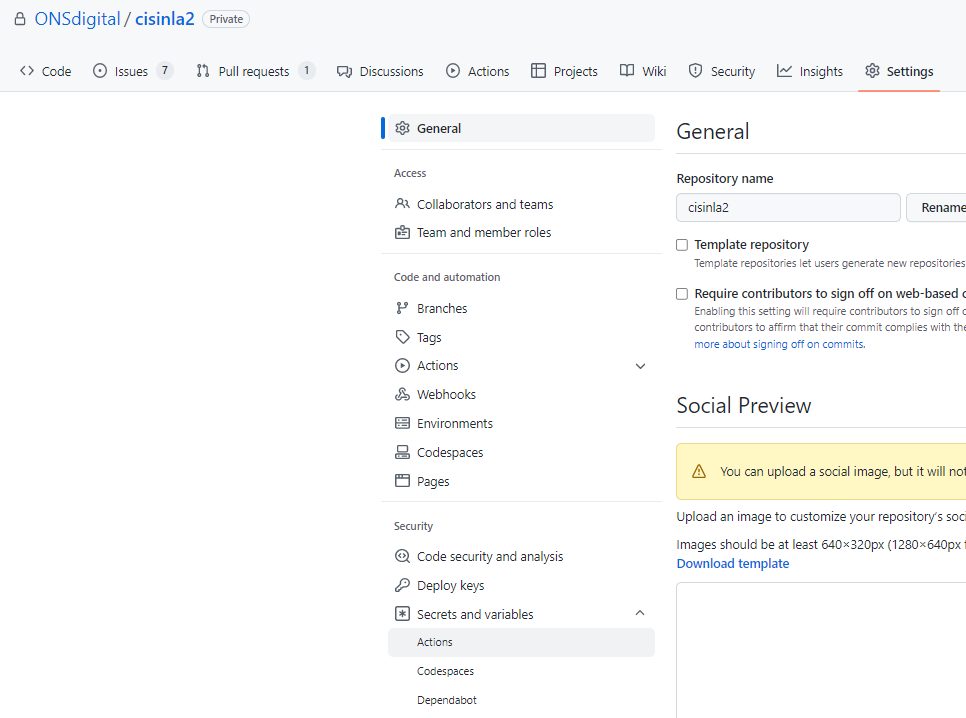 ONSdigital / cisinla2 Private
Code Issues 7 Pull requests 1 Discussions Actions Projects Wiki Security Insights Settings
General
Access
Collaborators and teams
Team and member roles
Code and automation
Branches
Tags
Actions
Webhooks
Environments
Codespaces
Pages
Security
Code security and analysis
Deploy keys
Secrets and variables
Actions
Codespaces
Dependabot
General
Repository name
cisinla2 Rename
Template repository
Template repositories let users generate new repositories
Require contributors to sign off on web-based
Enabling this setting will require contributors to sign off
contributors to affirm that their commit complies with the
more about signing off on commits.
Social Preview
You can upload a social image, but it will not
Upload an image to customize your repository's soci
Images should be at least 640×320px (1280×640px
Download template